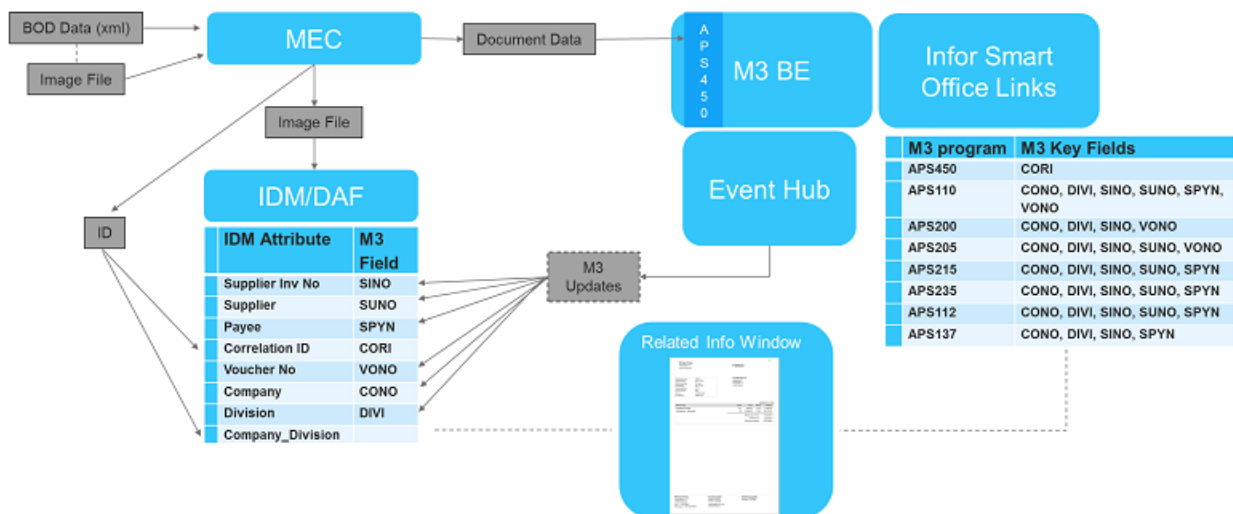 BOD Data (xml)
Image File
MEC
Document Data
A
P
S
4
5
0
M3 BE
Infor Smart
Office Links
Image File
IDM/DAF
ID
IDM Attribute M3
Field
Supplier Inv No SINO
Supplier SUNO
Payee SPYN
Correlation ID CORI
Voucher No VONO
Company CONO
Division DIVI
Company_Division
Event Hub
M3
Updates
M3 program M3 Key Fields
APS450 CORI
APS110 CONO, DIVI, SINO, SUNO, SPYN,
VONO
APS200 CONO, DIVI, SINO, VONO
APS205 CONO, DIVI, SINO, SUNO, VONO
APS215 CONO, DIVI, SINO, SUNO, SPYN
APS235 CONO, DIVI, SINO, SUNO, SPYN
APS112 CONO, DIVI, SINO, SUNO, SPYN
APS137 CONO, DIVI, SINO, SPYN
Related Info Window